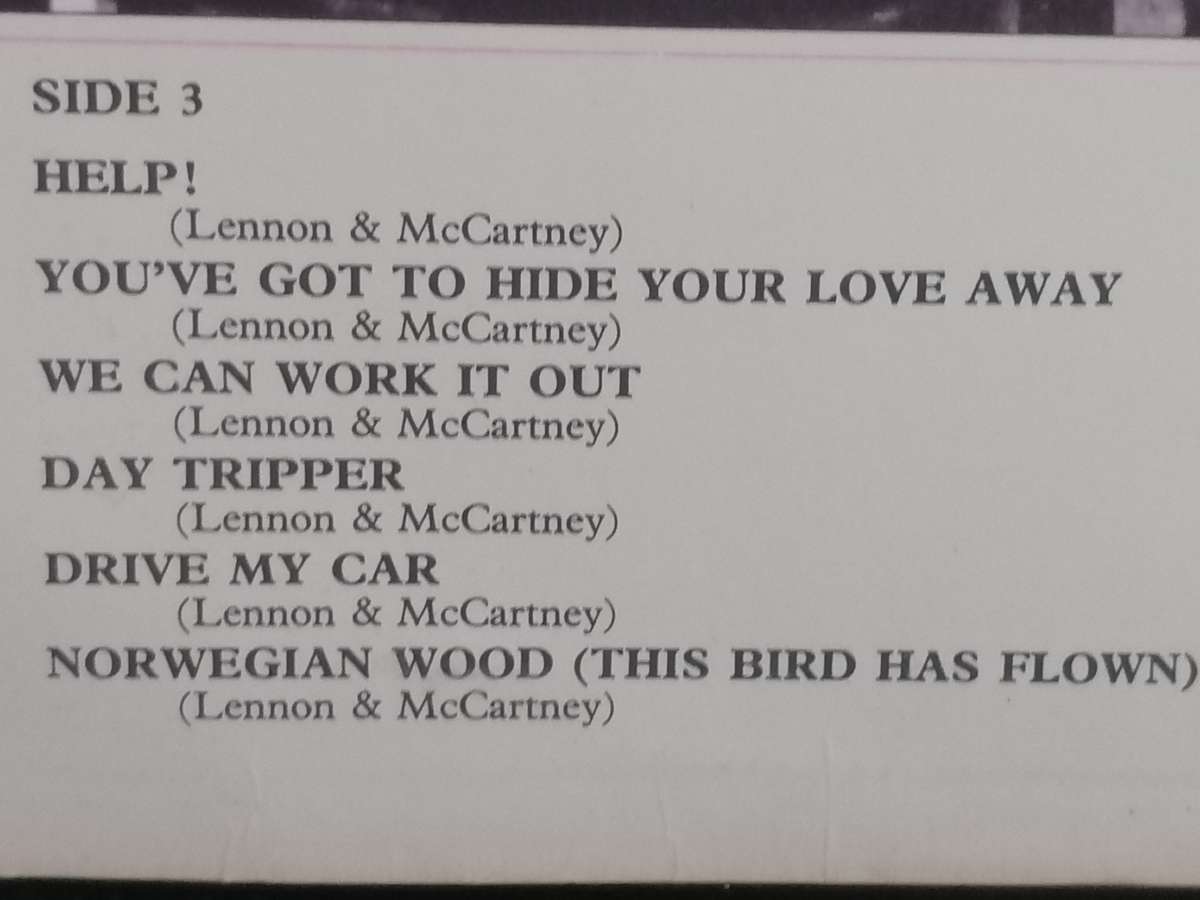 SIDE 3
HELP!
(Lennon & McCartney)
YOU'VE GOT TO HIDE YOUR LOVE AWAY
(Lennon & McCartney)
WE CAN WORK IT OUT
(Lennon & McCartney)
DAY TRIPPER
(Lennon & McCartney)
DRIVE MY CAR
(Lennon & McCartney)
NORWEGIAN WOOD (THIS BIRD HAS FLOWN)
(Lennon & McCartney)